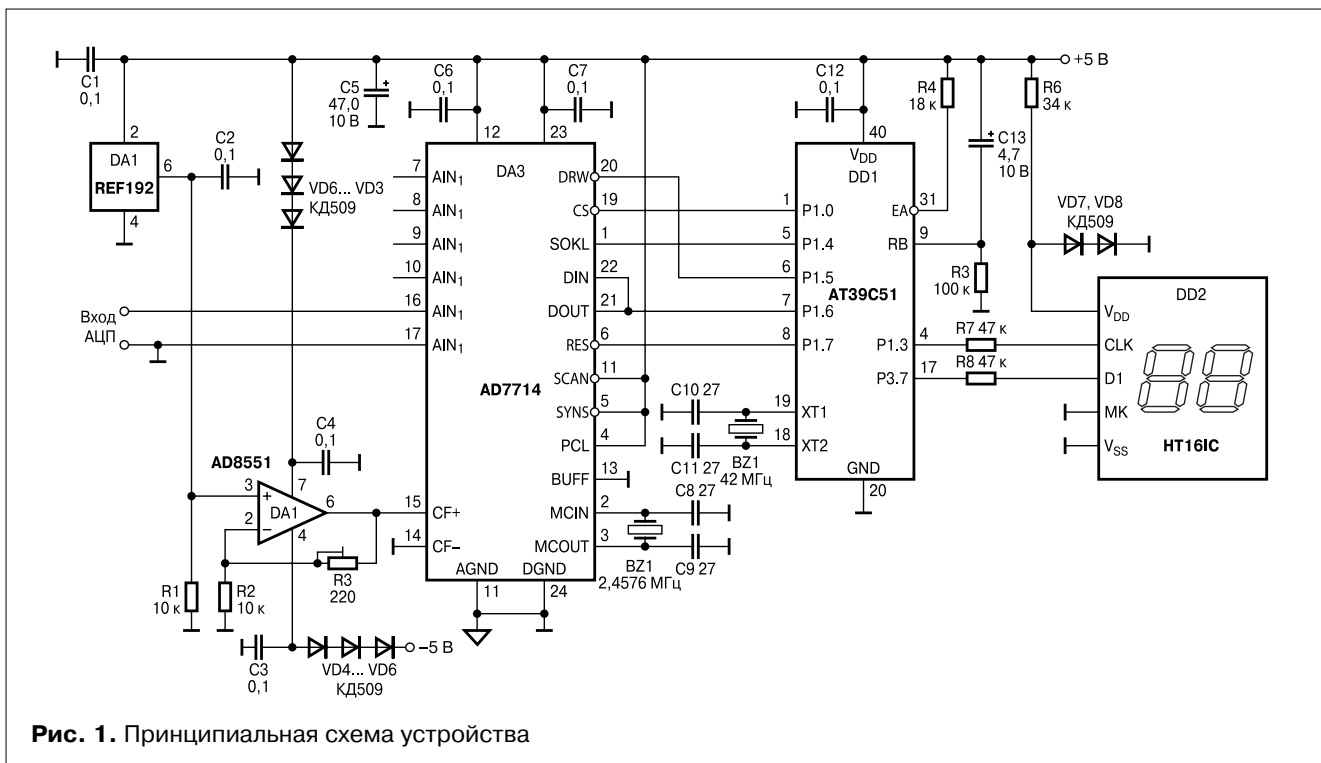 +5 В
C1
0,1
C5
47,0
10 В
+
C6
0,1
C7
0,1
C12
0,1
R4
18 к
C13
4,7
10 В
+
R6
34 к
2
DA1
6
REF192
4
C2
0,1
VD6... VD3
КД509
12
23
DA3
AD7714
7
AIN1
8
AIN1
9
AIN1
10
AIN1
16
AIN1
17
AIN1
Вход
АЦП
DRW
20
CS
19
SOKL
1
DIN
22
DOUT
21
RES
6
SCAN
11
SYNS
5
PCL
4
BUFF
13
MCIN
2
MCOUT
3
15
CF+
14
CF–
AGND
11
DGND
24
40
VDD
DD1
AT39C51
1
P1.0
5
P1.4
6
P1.5
7
P1.6
8
P1.7
19
XT1
18
XT2
EA
31
RB
9
P1.3
4
P3.7
17
GND
20
R3
100 к
VD7, VD8
КД509
R7 47 к
R8 47 к
DD2
VDD
CLK
D1
MK
VSS
HT16IC
C10 27
C11 27
BZ1
42 МГц
C8 27
C9 27
BZ1
2,4576 МГц
C4
0,1
AD8551
3
+
2
–
DA1
7
6
4
R3
220
R1
10 к
R2
10 к
C3
0,1
VD4... VD6
КД509
–5 В
Рис. 1. Принципиальная схема устройства